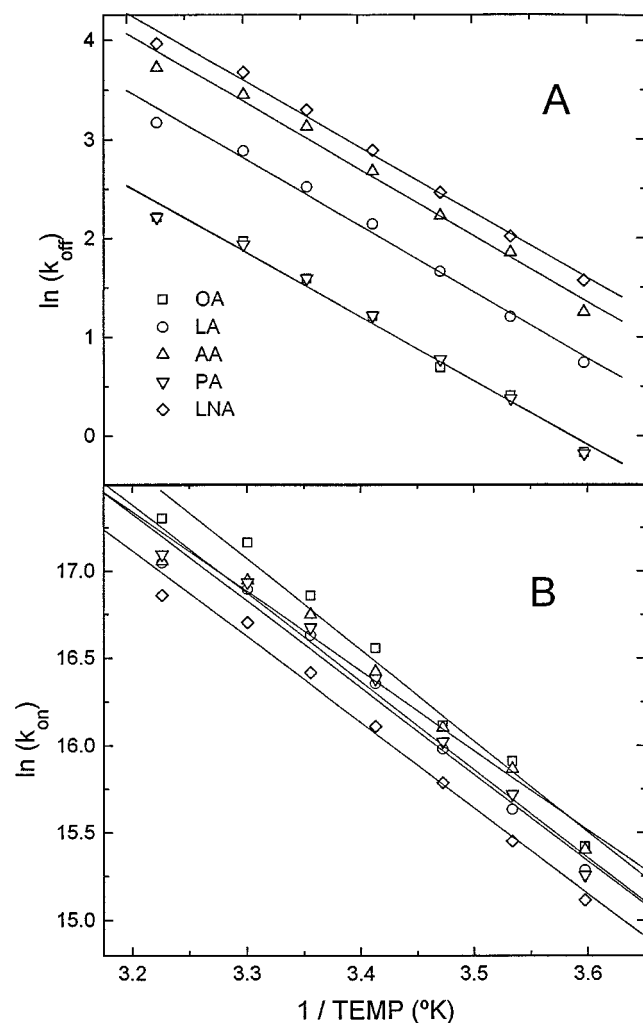 4
3
2
1
0
ln (k_off)
A
OA
LA
AA
PA
LNA
17.0
16.5
16.0
15.5
15.0
ln (k_on)
B
3.2 3.3 3.4 3.5 3.6
1 / TEMP (ºK)